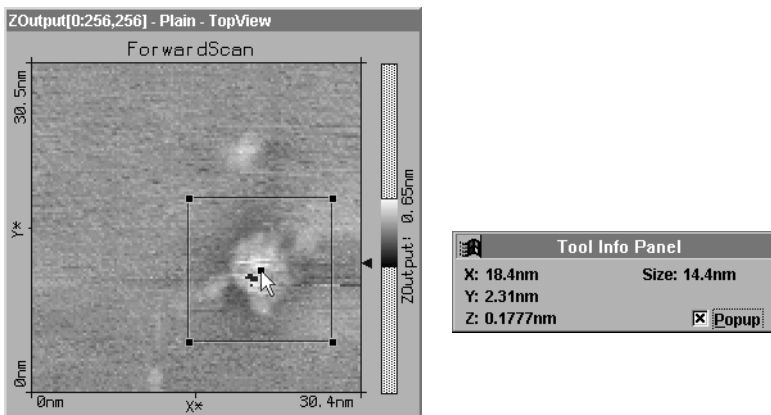 ZOutput[0:256,256] - Plain - TopView
ForwardScan
30.5nm
Y*
0nm
0nm
X*
30.4nm
ZOutput! 0.65nm
Tool Info Panel
X: 18.4nm Size: 14.4nm
Y: 2.31nm
Z: 0.1777nm Popup